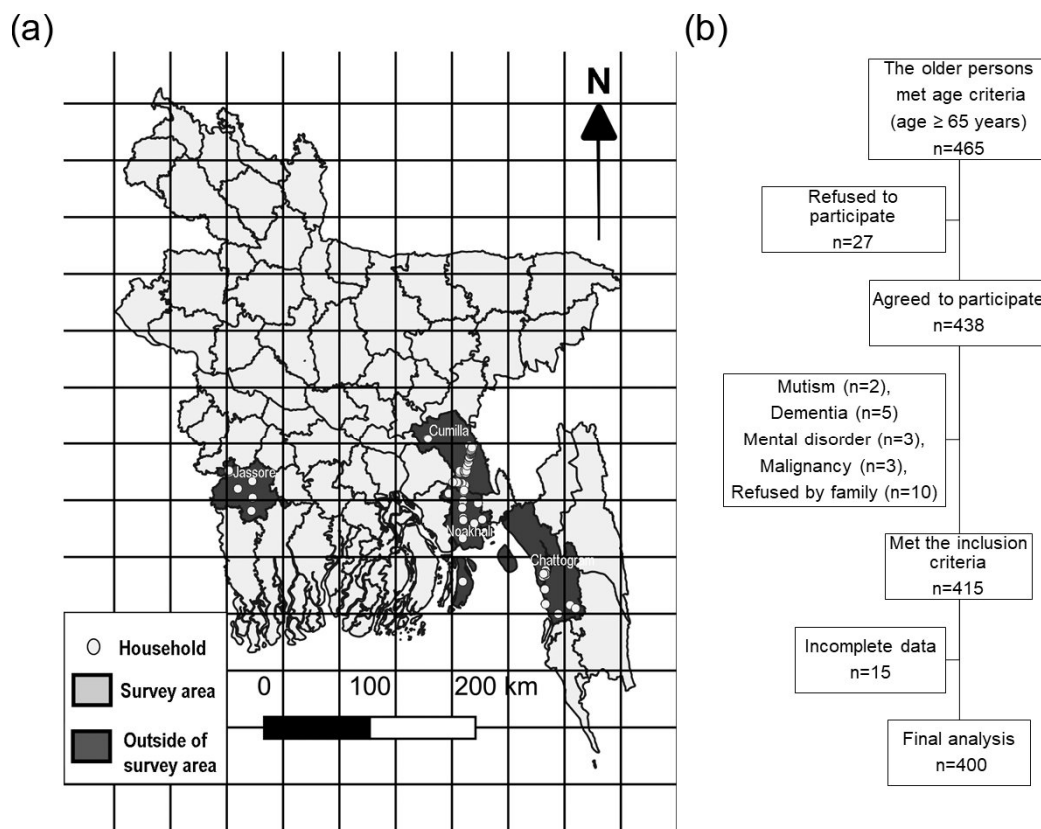 (a)
N
Cumilla
Jassore
Noakhali
Chattogram
Household
Survey area
Outside of
survey area
0 100 200 km
(b)
The older persons
met age criteria
(age ≥ 65 years)
n=465
Refused to
participate
n=27
Agreed to participate
n=438
Mutism (n=2),
Dementia (n=5)
Mental disorder (n=3),
Malignancy (n=3),
Refused by family (n=10)
Met the inclusion
criteria
n=415
Incomplete data
n=15
Final analysis
n=400